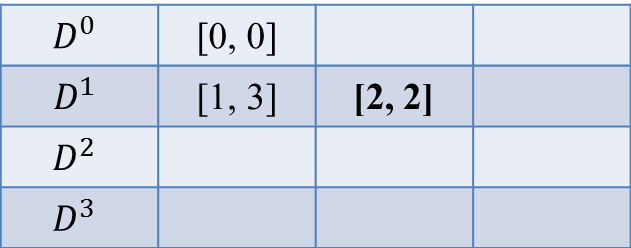 D⁰ [0, 0]
D¹ [1, 3] [2, 2]
D²
D³